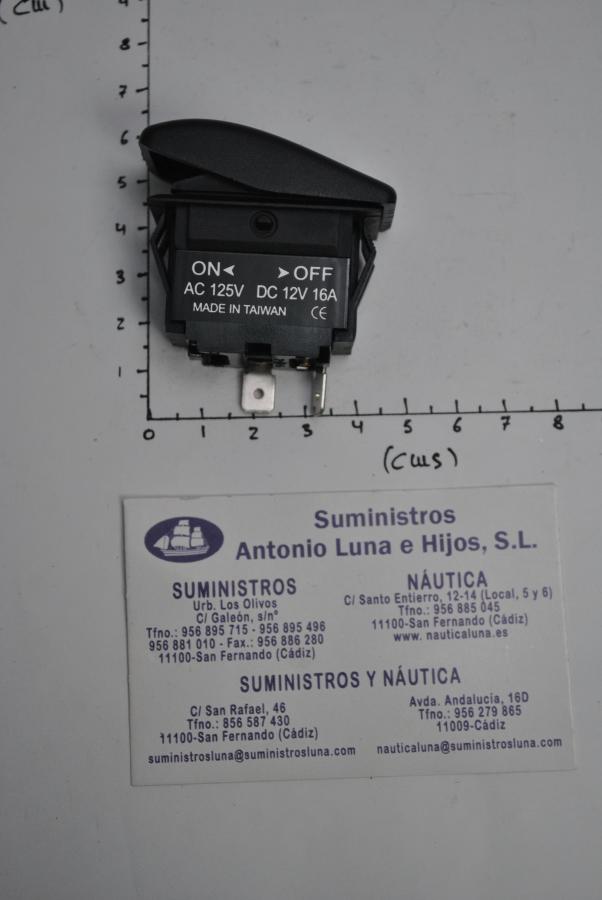 (cms)
9
8
7
6
5
4
3
2
1
ON< >OFF
AC 125V DC 12V 16A
MADE IN TAIWAN CE
0 1 2 3 4 5 6 7 8
(cms)
Suministros
Antonio Luna e Hijos, S.L.
SUMINISTROS
Urb. Los Olivos
C/ Galeón, s/nº
Tfno.: 956 895 715 - 956 895 496
956 881 010 - Fax.: 956 886 280
11100-San Fernando (Cádiz)
NÁUTICA
C/ Santo Entierro, 12-14 (Local, 5 y 6)
Tfno.: 956 885 045
11100-San Fernando (Cádiz)
www. nauticaluna.es
SUMINISTROS Y NÁUTICA
C/ San Rafael, 46
Tfno.: 856 587 430
11100-San Fernando (Cádiz)
suministrosluna@suministrosluna.com
Avda. Andalucía, 16D
Tfno.: 956 279 865
11009-Cádiz
nauticaluna@suministrosluna.com